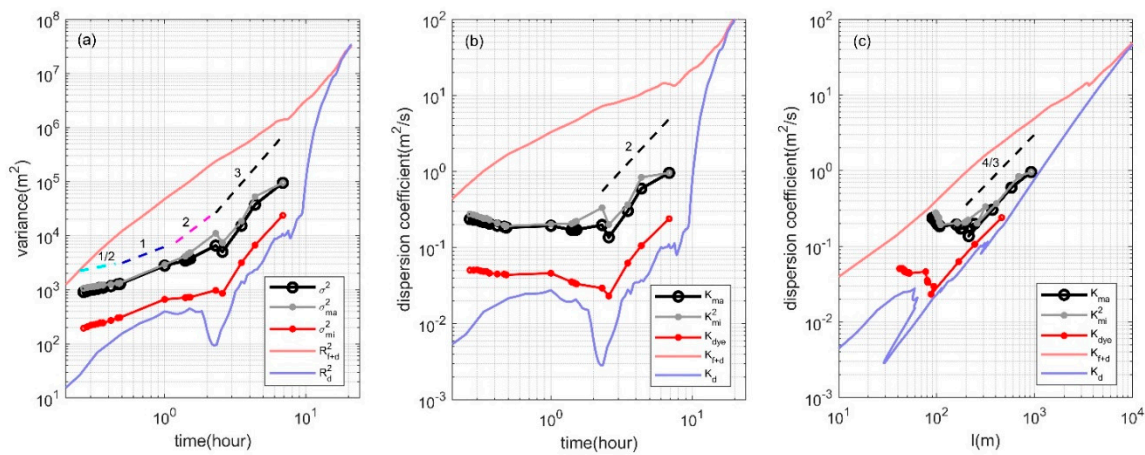 (a)
10^8
10^7
10^6
10^5
10^4
10^3
10^2
10^1
variance(m^2)
1/2
1
2
3
σ^2
σ^2_ma
σ^2_mi
R^2_f+d
R^2_d
10^0
10^1
time(hour)
(b)
10^2
10^1
10^0
10^-1
10^-2
10^-3
dispersion coefficient(m^2/s)
2
K_ma
K^2_mi
K_dye
K_f+d
K_d
10^0
10^1
time(hour)
(c)
10^2
10^1
10^0
10^-1
10^-2
10^-3
dispersion coefficient(m^2/s)
4/3
K_ma
K^2_mi
K_dye
K_f+d
K_d
10^1
10^2
10^3
10^4
l(m)